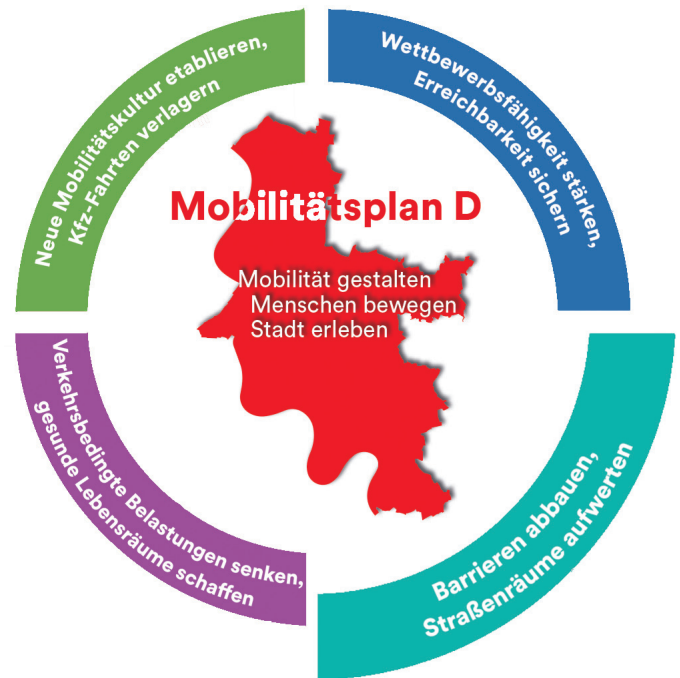 Neue Mobilitätskultur etablieren,
Kfz-Fahrten verlagern
Wettbewerbsfähigkeit stärken,
Erreichbarkeit sichern
Mobilitätsplan D
Mobilität gestalten
Menschen bewegen
Stadt erleben
Verkehrsbedingte Belastungen senken,
gesunde Lebensräume schaffen
Barrieren abbauen,
Straßenräume aufwerten